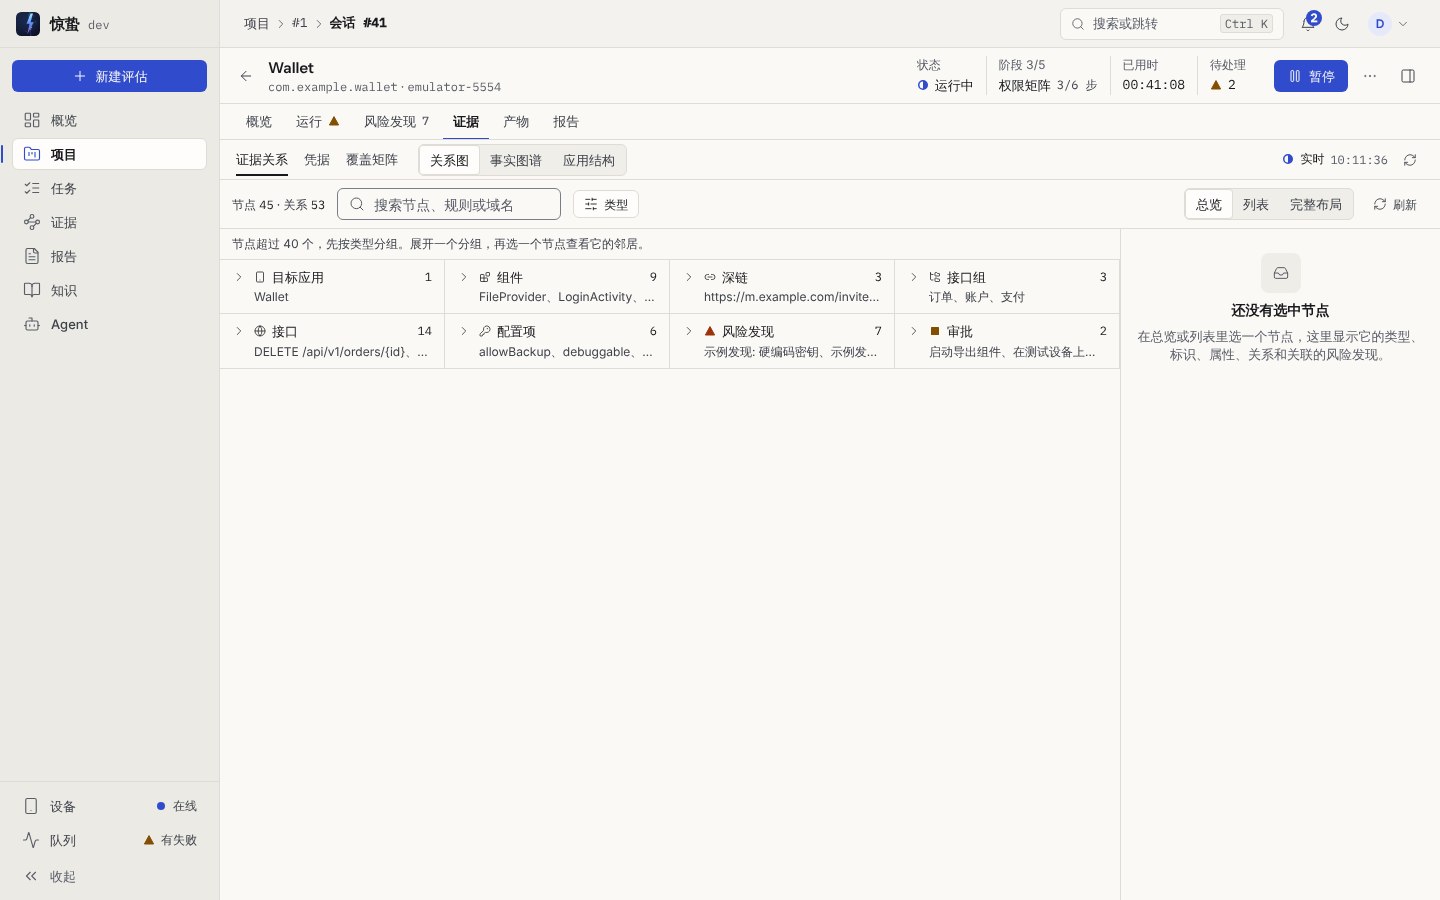 惊蛰 dev
新建评估
概览
项目
任务
证据
报告
知识
Agent
设备 在线
队列 有失败
收起
项目 #1 会话 #41
搜索或跳转 Ctrl K
2
D
Wallet
com.example.wallet · emulator-5554
状态
运行中
阶段 3/5
权限矩阵 3/6 步
已用时
00:41:08
待处理
2
暂停
概览 运行 风险发现 7 证据 产物 报告
证据关系 凭据 覆盖矩阵 关系图 事实图谱 应用结构
实时 10:11:36
节点 45 · 关系 53 搜索节点、规则或域名 类型
总览 列表 完整布局 刷新
节点超过 40 个，先按类型分组。展开一个分组，再选一个节点查看它的邻居。
目标应用 1
Wallet
组件 9
FileProvider、LoginActivity、...
深链 3
https://m.example.com/invite...
接口组 3
订单、账户、支付
接口 14
DELETE /api/v1/orders/{id}、...
配置项 6
allowBackup、debuggable、...
风险发现 7
示例发现: 硬编码密钥、示例发...
审批 2
启动导出组件、在测试设备上...
还没有选中节点
在总览或列表里选一个节点，这里显示它的类型、
标识、属性、关系和关联的风险发现。